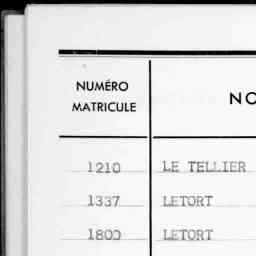 NUMÉRO
MATRICULE
NO
1210 LE TELLIER
1337 LETORT
1800 LETORT